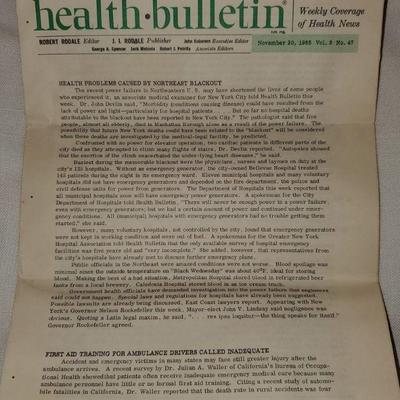 health·bulletin
Weekly Coverage
of Health News
ROBERT RODALE Editor J. I. RODALE Publisher John Haberern Executive Editor
November 20, 1965 Vol. 3 No. 47
HEALTH PROBLEMS CAUSED BY NORTHEAST BLACKOUT
The recent power failure in Northeastern U. S. may have shortened the lives of some people
who experienced it, an associate medical examiner for New York City told Health Bulletin this
week. Dr. John Devlin said, "Morbidity (conditions causing disease) could have resulted from the
lack of power and light--particularly for hospital patients . . . But so far no hospital deaths
attributable to the blackout have been reported in New York City." The pathologist said that five
people, almost all elderly, died in Manhattan Borough alone as a result of the power failure. The
possibility that future New York deaths could been related to the "blackout" will be considered
when these deaths are investigated by the medical facilities, he predicted.
Confronted with no power for elevator operation, two cardiac patients in different parts of the
city died as they attempted to climb many flights of stairs, Dr. Devlin reported. "Autopsies showed
that the exertion of the climb exacerbated the under-lying heart diseases," he said.
Busiest during the memorable blackout were the physicians, nurses and laymen on duty at the
city's 125 hospitals. Without an emergency generator, the city-owned Bellevue Hospital treated
145 patients during the night in its emergency ward. Eleven municipal hospitals and many voluntary
hospitals did not have emergency generators and depended on the fire department, the police and
civil defense units for power from generators. The Department of Hospitals this week reported that
all municipal hospitals soon will have their own emergency power generators. A spokesman for the City
Department of Hospitals told Health Bulletin, "There will never be enough power in a power failure,
even with emergency generators, but we had a certain amount of power and contined under emer-
gency conditions. All (municipal) hospitals with emergency generators had no trouble getting them
started," she said.
However, many voluntary hospitals, not controlled by the city, found that emergency generators
were not kept in working condition and were out of fuel. A spokesman for the Greater New York
Hospital Association told Health Bulletin that the only available survey of hospital emergency
facilities was five years old and "very incomplete." She added, however, that representatives from
the city's hospitals have already met to discuss further emergency plans.
Public officials in the Northeast were amazed conditions were not worse. Blood spoilage was
minimal since the outside temperature on "Black Wednesday" was about 40°F, ideal for storing
blood. Making the best of a bad situation, Metropolitan Hospital stored blood in refrigerated beer
tanks from a local brewery. Caledonia Hospital stored blood in an ice cream truck.
Government health officials have demanded investigation into the power failure that engineers
said could not happen. Special laws and regulations for hospitals have already been suggested.
Possible lawsuits are already being discussed, East Coast lawyers report. Appearing with New
York's Governor Nelson Rockefeller this week, Mayor-elect John V. Lindsay said negligence was
obvious. Quoting a Latin legal maxim, he said, ". . . res ipsa loquitur--the thing speaks for itself."
Governor Rockefeller agreed.
FIRST AID TRAINING FOR AMBULANCE DRIVERS CALLED INADEQUATE
Accident and emergency victims in many states may face still greater injury after the
ambulance arrives. A recent survey by Dr. Julian A. Waller of California's Bureau of Occupa-
tional Health showed that patients often receive inadequate emergency medical care because many
ambulance personnel have little or no formal first aid training. Citing a recent study of automo-
bile fatalities in California, Dr. Waller reported that the death rate in rural accidents was four